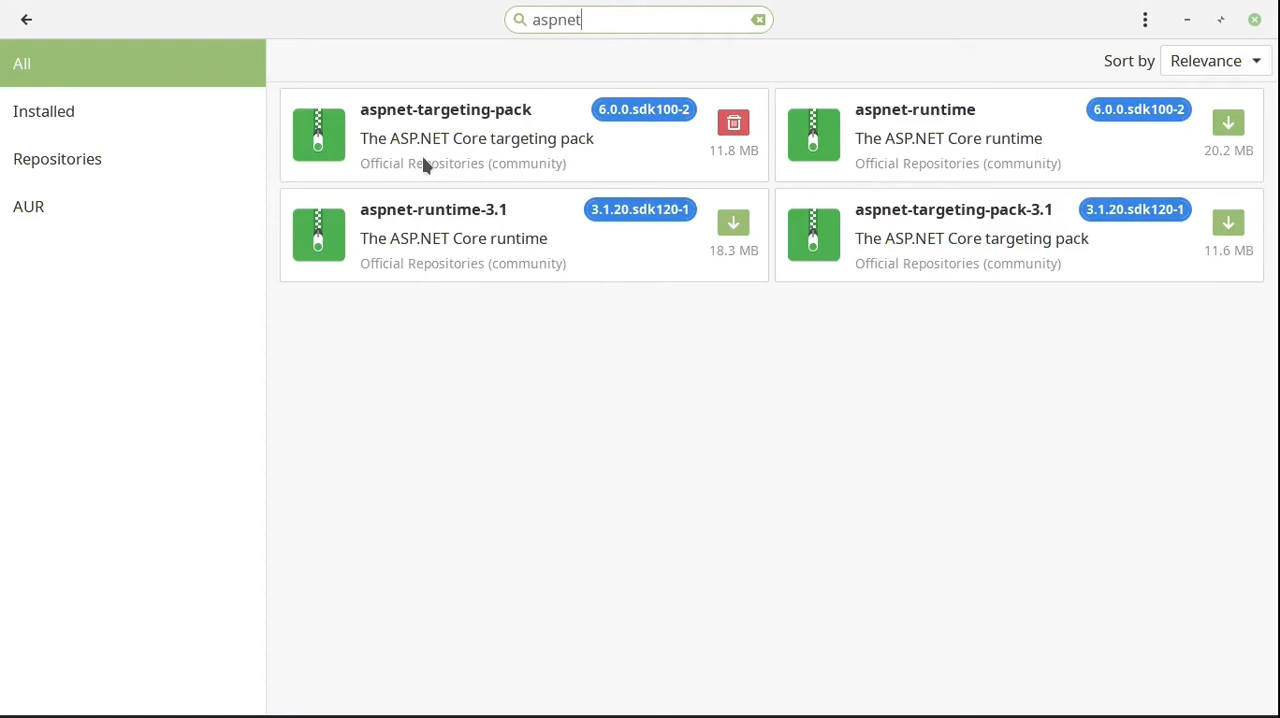 aspnet
Sort by Relevance
All
Installed
Repositories
AUR
aspnet-targeting-pack 6.0.0.sdk100-2
The ASP.NET Core targeting pack
Official Repositories (community)
11.8 MB
aspnet-runtime 6.0.0.sdk100-2
The ASP.NET Core runtime
Official Repositories (community)
20.2 MB
aspnet-runtime-3.1 3.1.20.sdk120-1
The ASP.NET Core runtime
Official Repositories (community)
18.3 MB
aspnet-targeting-pack-3.1 3.1.20.sdk120-1
The ASP.NET Core targeting pack
Official Repositories (community)
11.6 MB